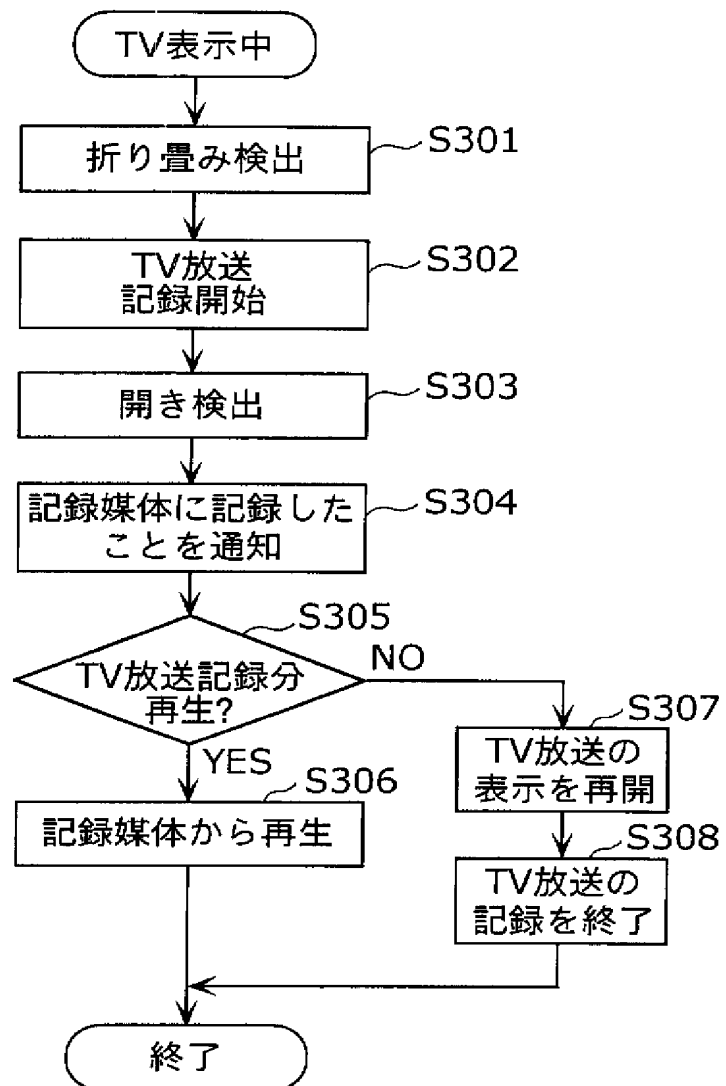 TV表示中
折り畳み検出
S301
TV放送
記録開始
S302
開き検出
S303
記録媒体に記録した
ことを通知
S304
S305
TV放送記録分
再生?
NO
YES
S306
記録媒体から再生
S307
TV放送の
表示を再開
S308
TV放送の
記録を終了
終了